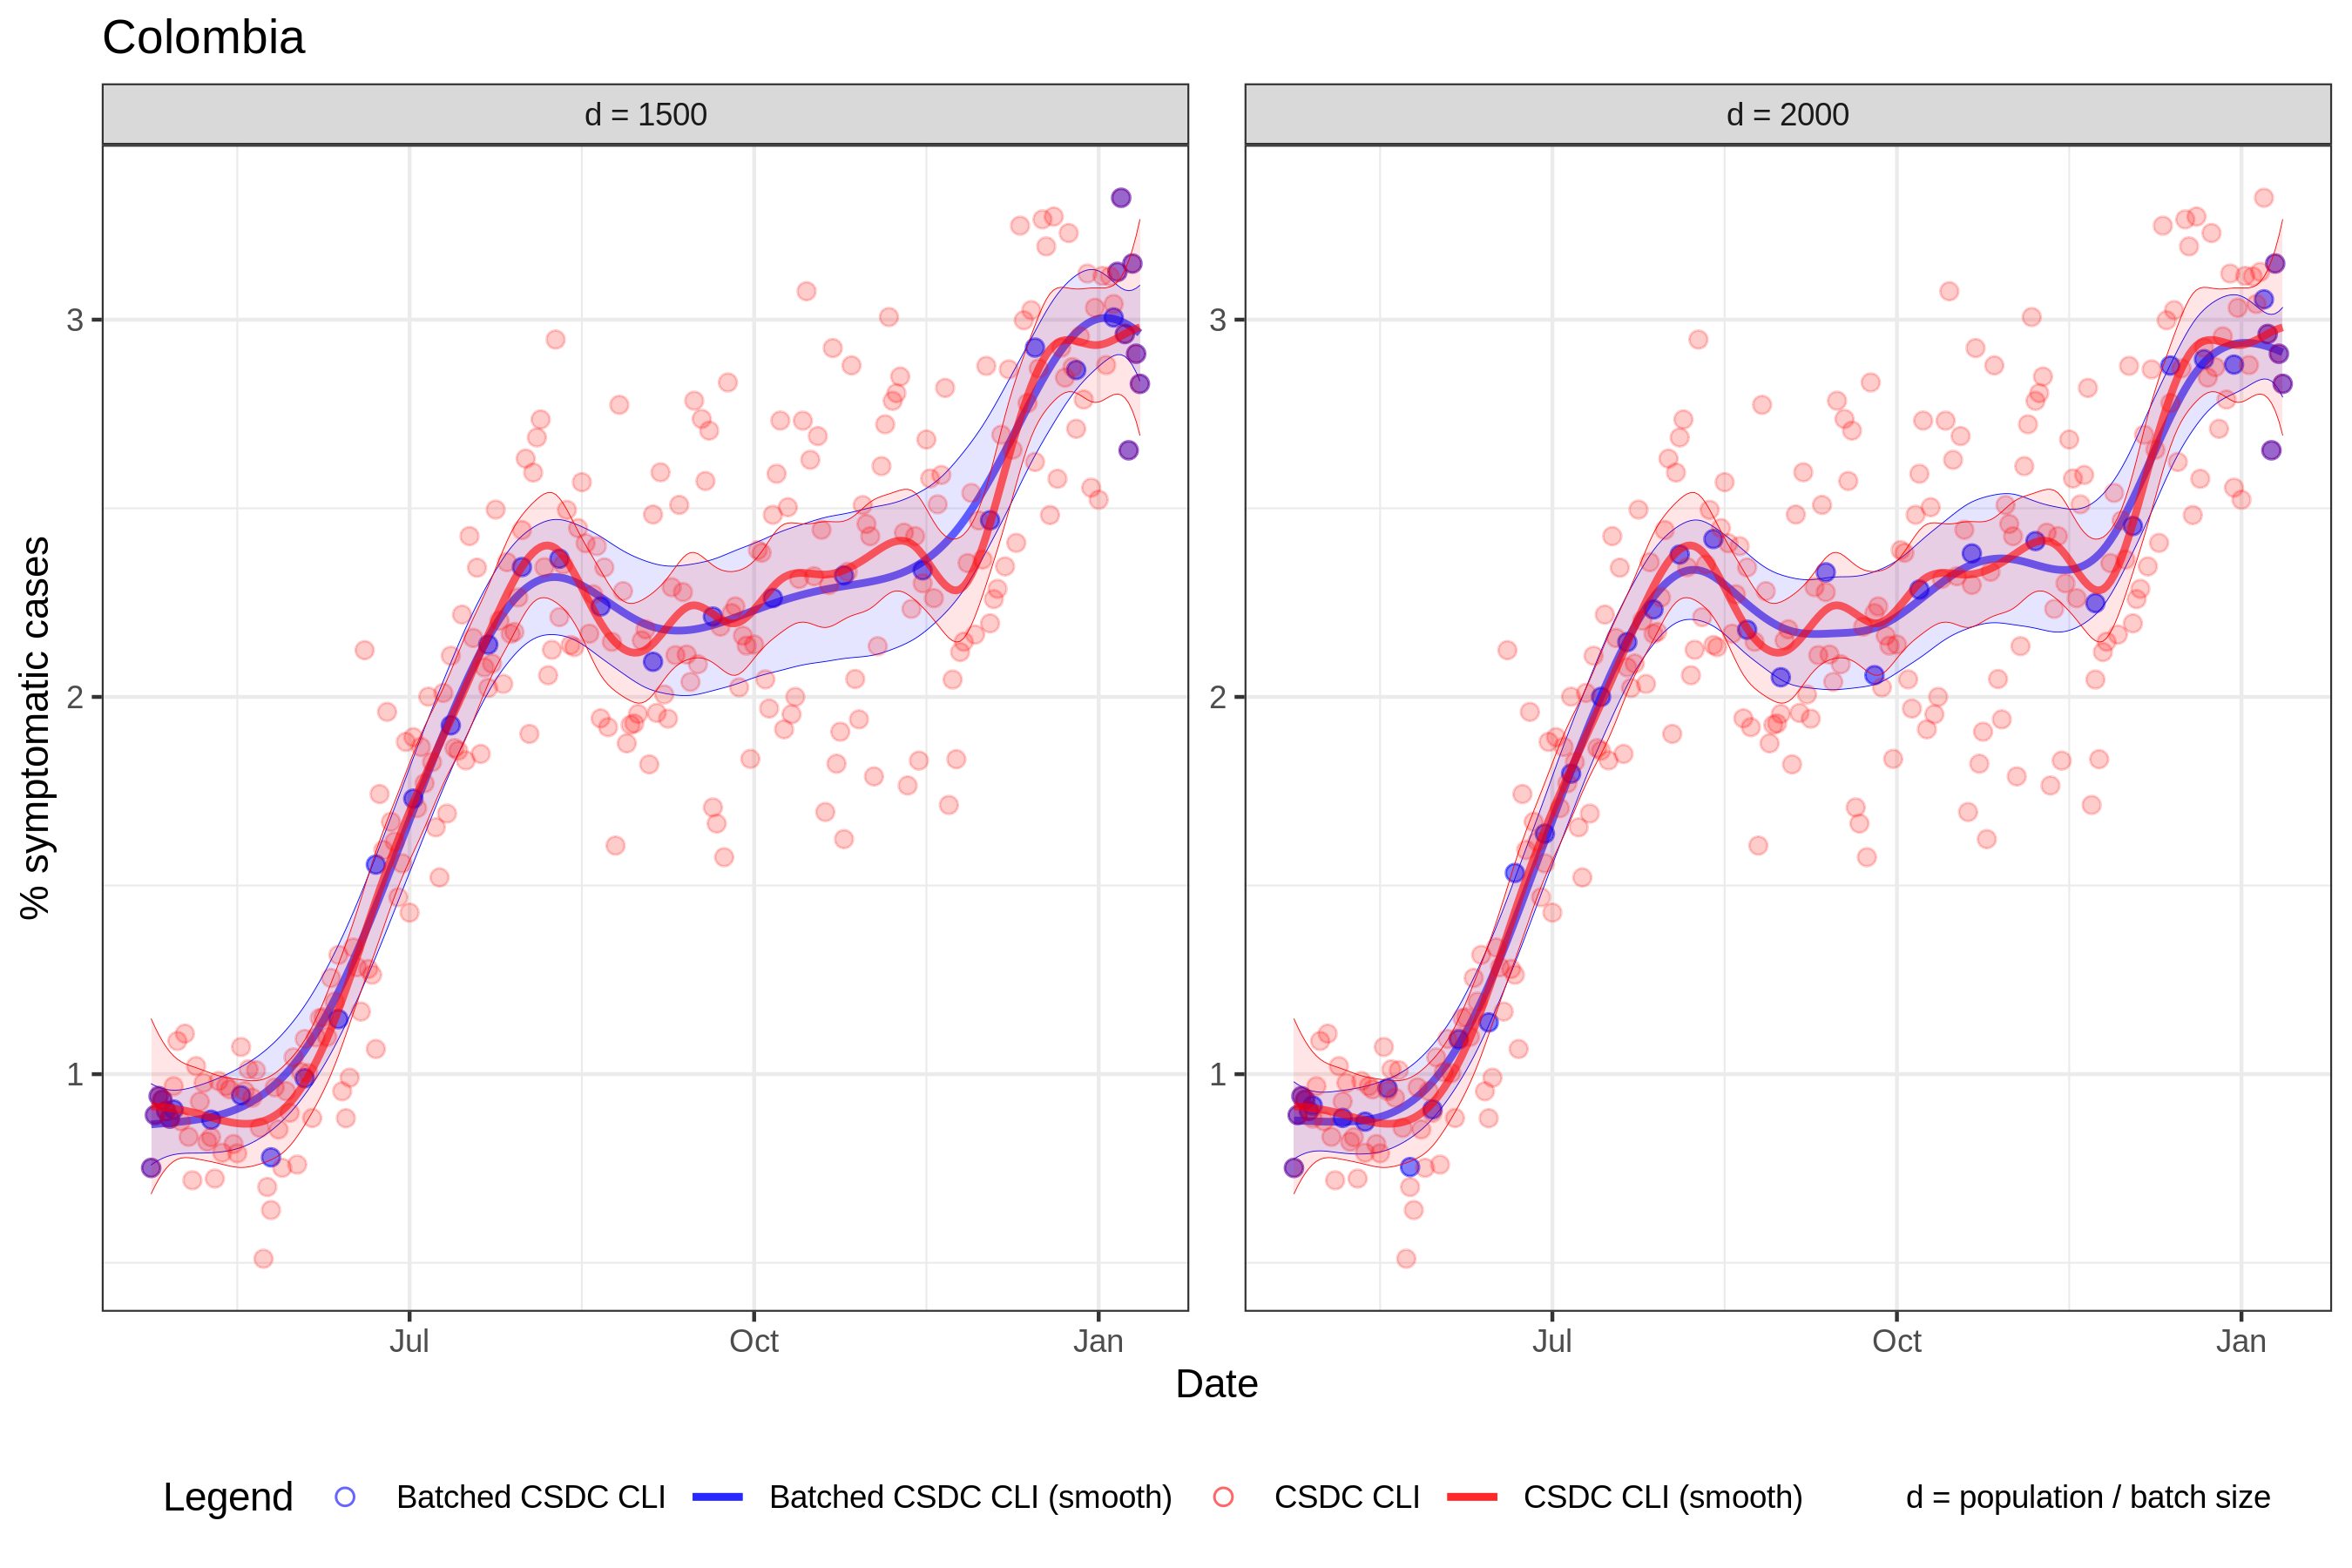 Colombia
d = 1500
d = 2000
% symptomatic cases
3
2
1
3
2
1
Jul
Oct
Jan
Jul
Oct
Jan
Date
Legend
Batched CSDC CLI
Batched CSDC CLI (smooth)
CSDC CLI
CSDC CLI (smooth)
d = population / batch size